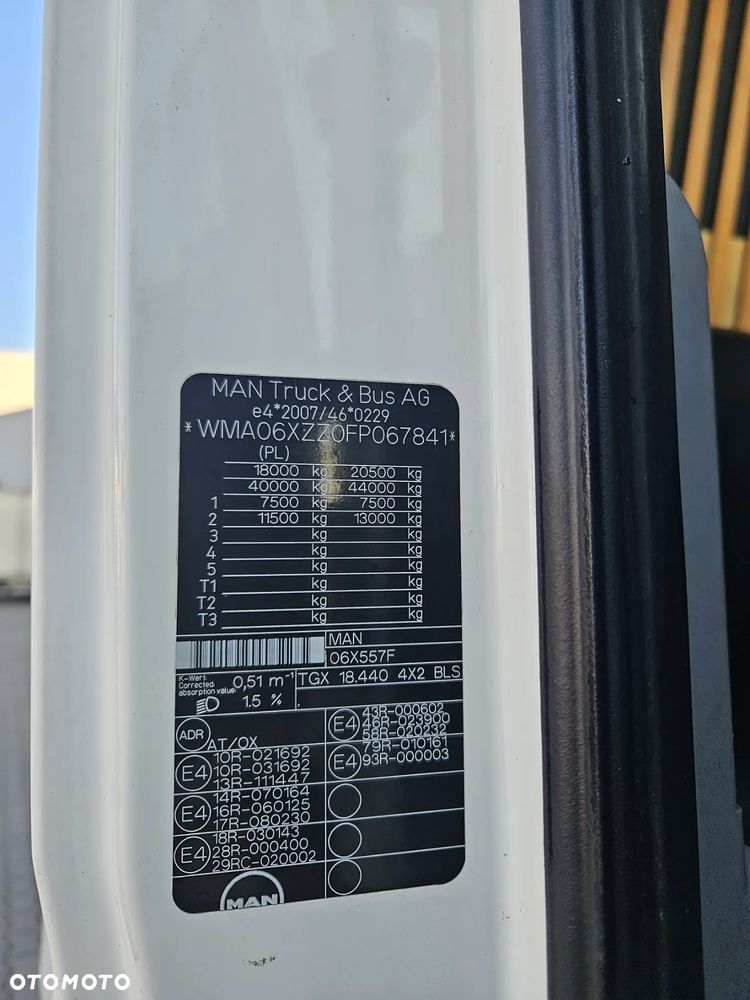 MAN Truck & Bus AG
e4*2007/46*0229
*WMA06XZZ0FP067841*
(PL)
18000 kg 20500 kg
40000 kg 44000 kg
1 7500 kg 7500 kg
2 11500 kg 13000 kg
3 kg kg
4 kg kg
5 kg kg
T1 kg kg
T2 kg kg
T3 kg kg
MAN
06X557F
K-Wert:
Corrected
absorption value:
0,51 m⁻¹
1.5 %
TGX 18.440 4X2 BLS
ADR AT/OX
E4
10R-021692
10R-031692
13R-111447
E4
14R-070164
16R-060125
17R-080230
E4
18R-030143
28R-000400
29RC-020002
E4
43R-000602
46R-023900
58R-020232
E4
79R-010161
93R-000003
MAN
OTOMOTO